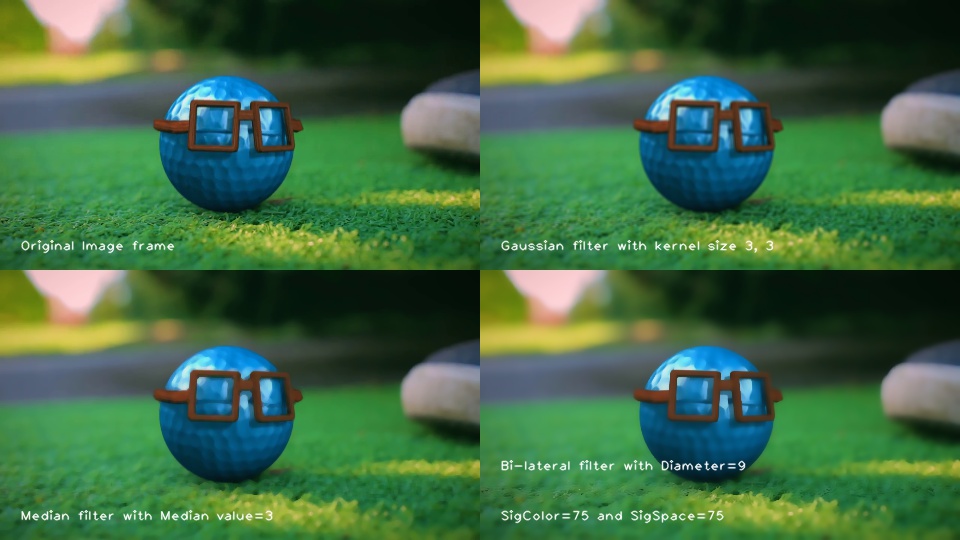 Original Image frame
Gaussian filter with kernel size 3, 3
Median filter with Median value=3
Bi-lateral filter with Diameter=9
SigColor=75 and SigSpace=75